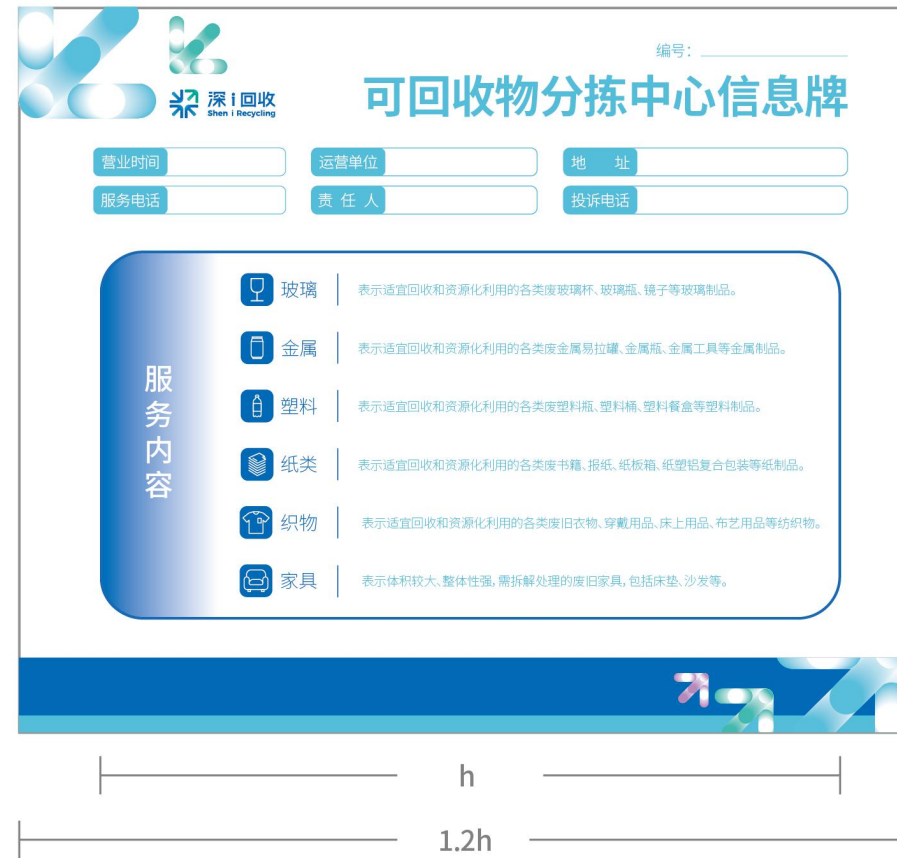 编号：
深i回收
Shen i Recycling
可回收物分拣中心信息牌
营业时间
运营单位
地 址
服务电话
责任人
投诉电话
服务内容
玻璃 表示适宜回收和资源化利用的各类废玻璃杯、玻璃瓶、镜子等玻璃制品。
金属 表示适宜回收和资源化利用的各类废金属易拉罐、金属瓶、金属工具等金属制品。
塑料 表示适宜回收和资源化利用的各类废塑料瓶、塑料桶、塑料餐盒等塑料制品。
纸类 表示适宜回收和资源化利用的各类废书籍、报纸、纸板箱、纸塑铝复合包装等纸制品。
织物 表示适宜回收和资源化利用的各类废旧衣物、穿戴用品、床上用品、布艺用品等纺织物。
家具 表示体积较大、整体性强，需拆解处理的废旧家具，包括床垫、沙发等。
h
1.2h